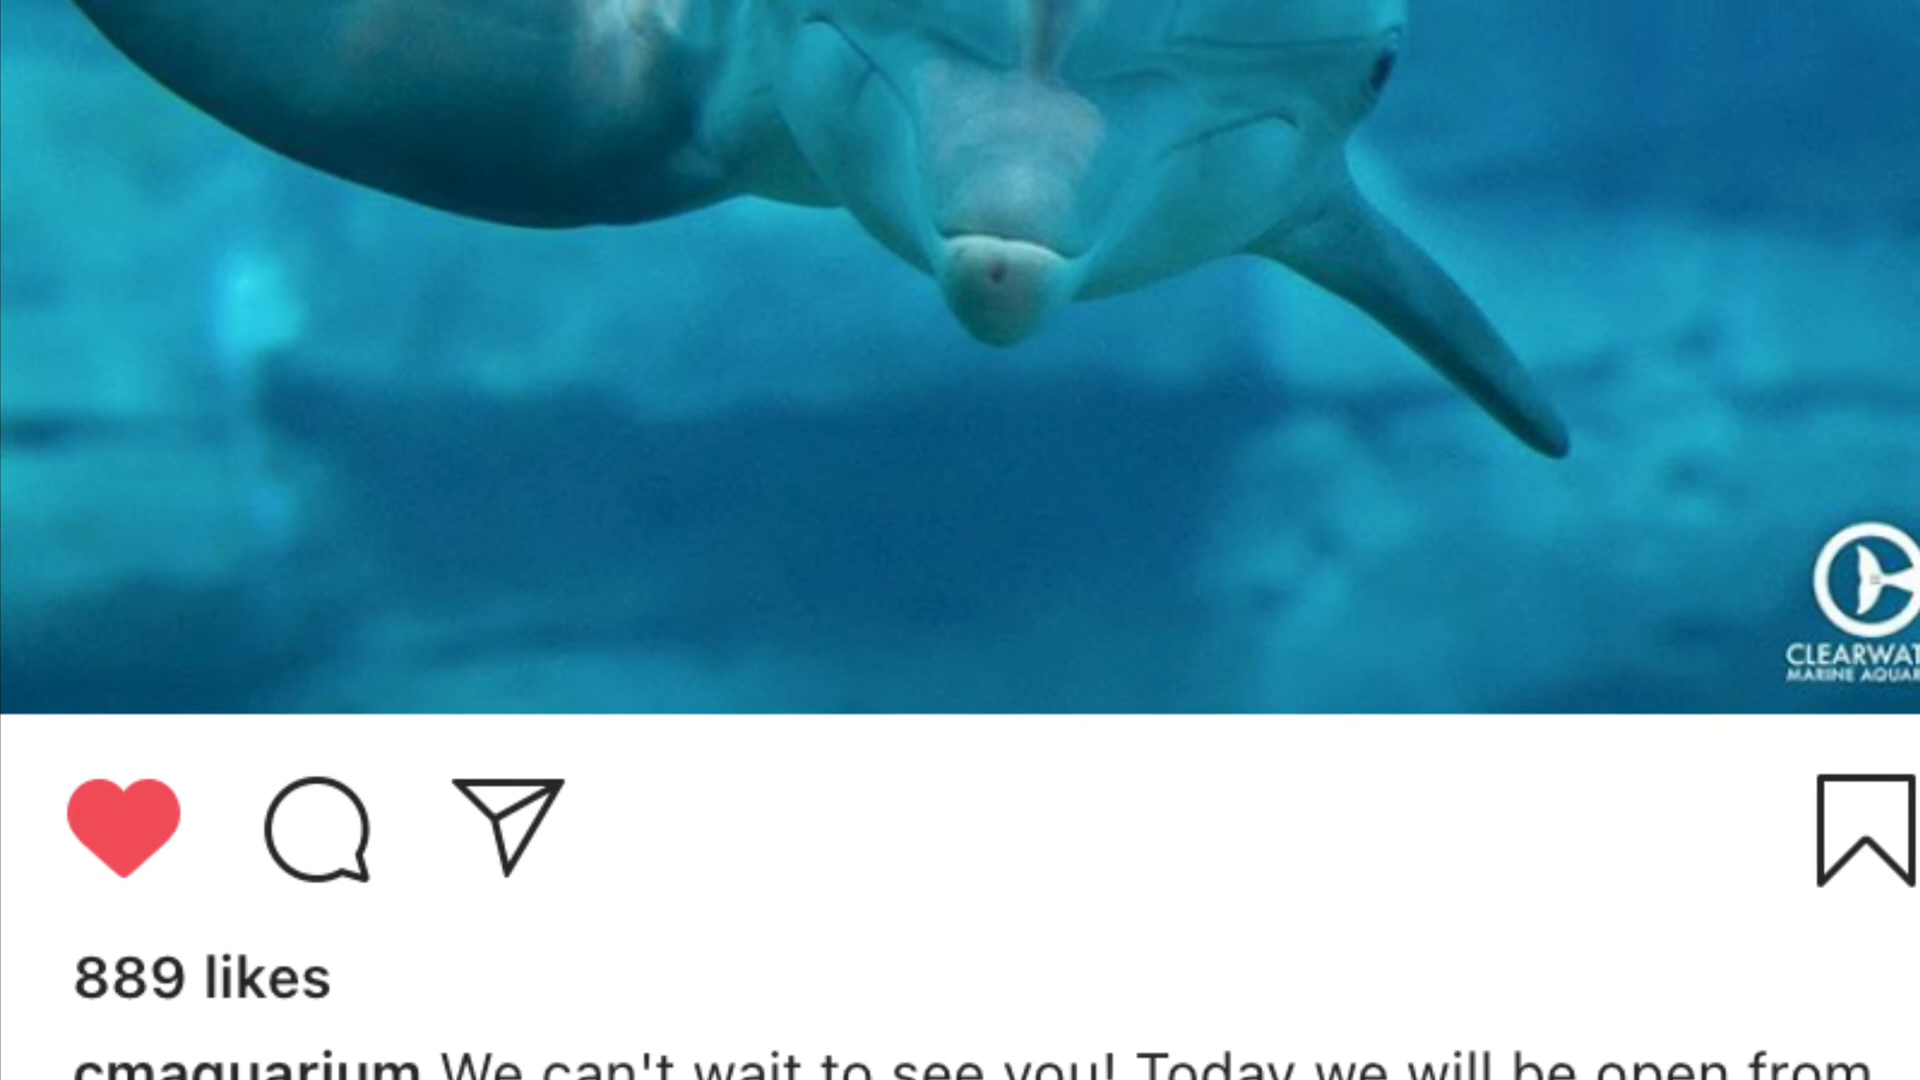 CLEARWAT
MARINE AQUAR
889 likes
cmaquarium We can't wait to see you! Today we will be open from